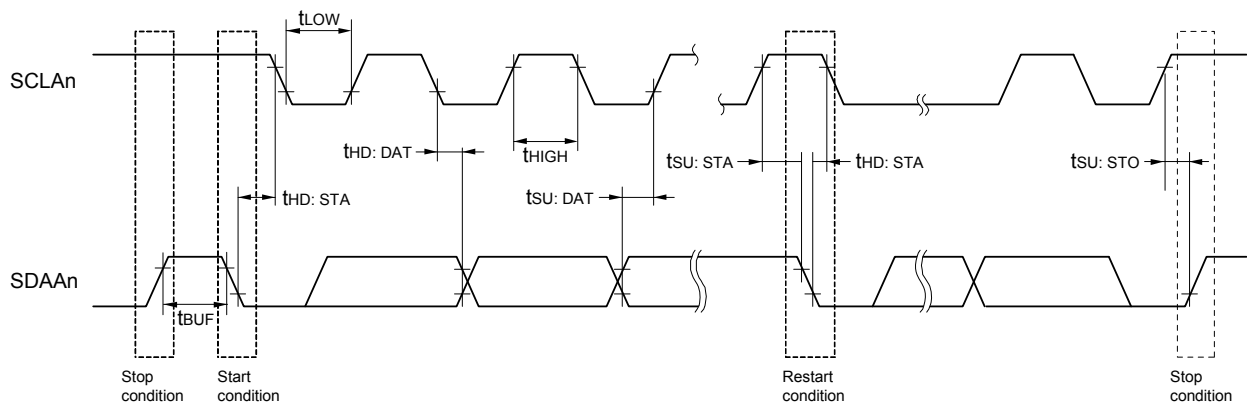 tLOW
SCLAn
tHD: DAT
tHIGH
tSU: STA
tHD: STA
tSU: STO
tHD: STA
tSU: DAT
SDAAn
tBUF
Stop
condition
Start
condition
Restart
condition
Stop
condition